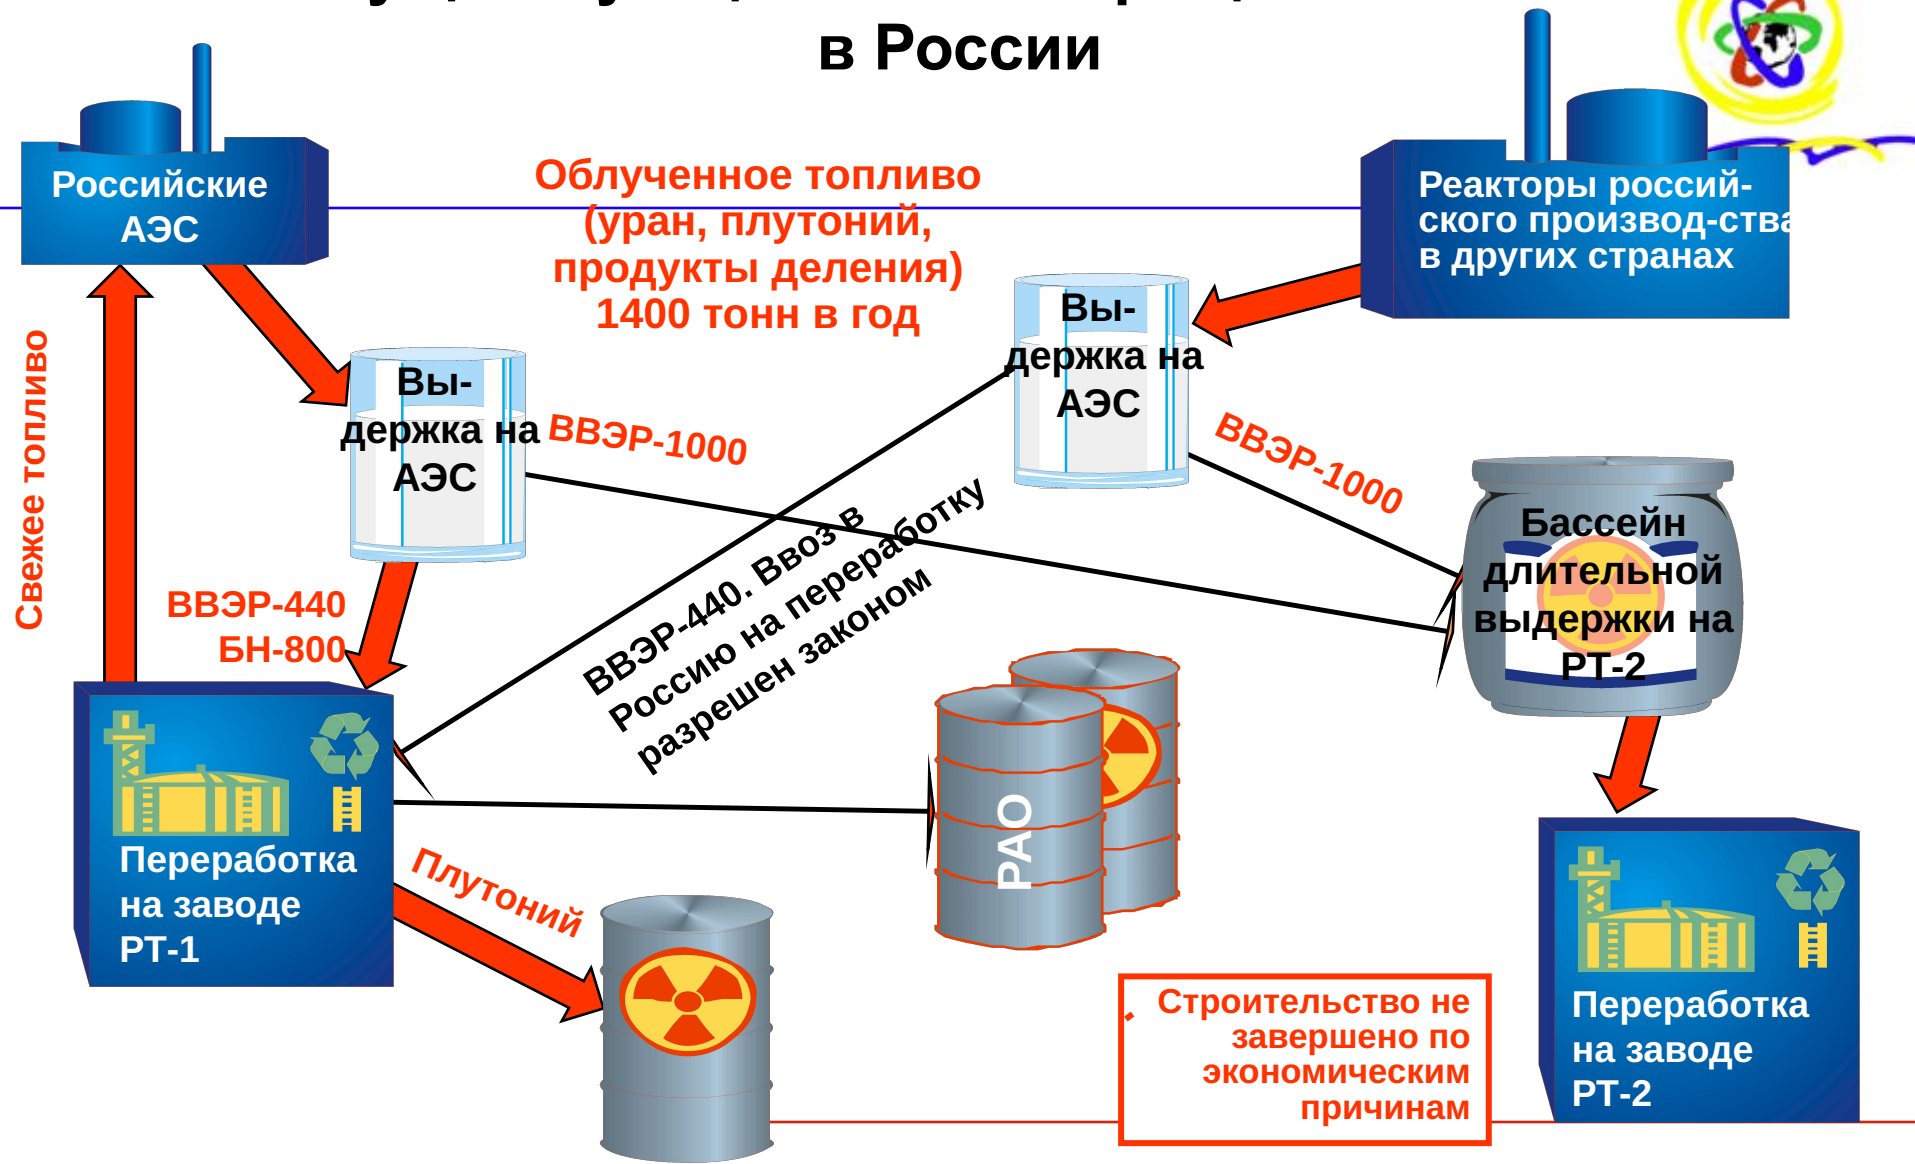 в России
Российские
АЭС
Облученное топливо
(уран, плутоний,
продукты деления)
1400 тонн в год
Реакторы россий-
ского производ-ства
в других странах
Вы-
держка на
АЭС
Вы-
держка на
АЭС
Свежее топливо
ВВЭР-1000
ВВЭР-1000
ВВЭР-440
БН-800
ВВЭР-440. Ввоз в
Россию на переработку
разрешен законом
Бассейн
длительной
выдержки на
РТ-2
Переработка
на заводе
РТ-1
РАО
Плутоний
Строительство не
завершено по
экономическим
причинам
Переработка
на заводе
РТ-2